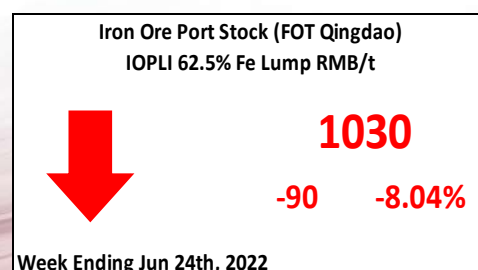 Iron Ore Port Stock (FOT Qingdao)
IOPLI 62.5% Fe Lump RMB/t
1030
-90 -8.04%
Week Ending Jun 24th, 2022